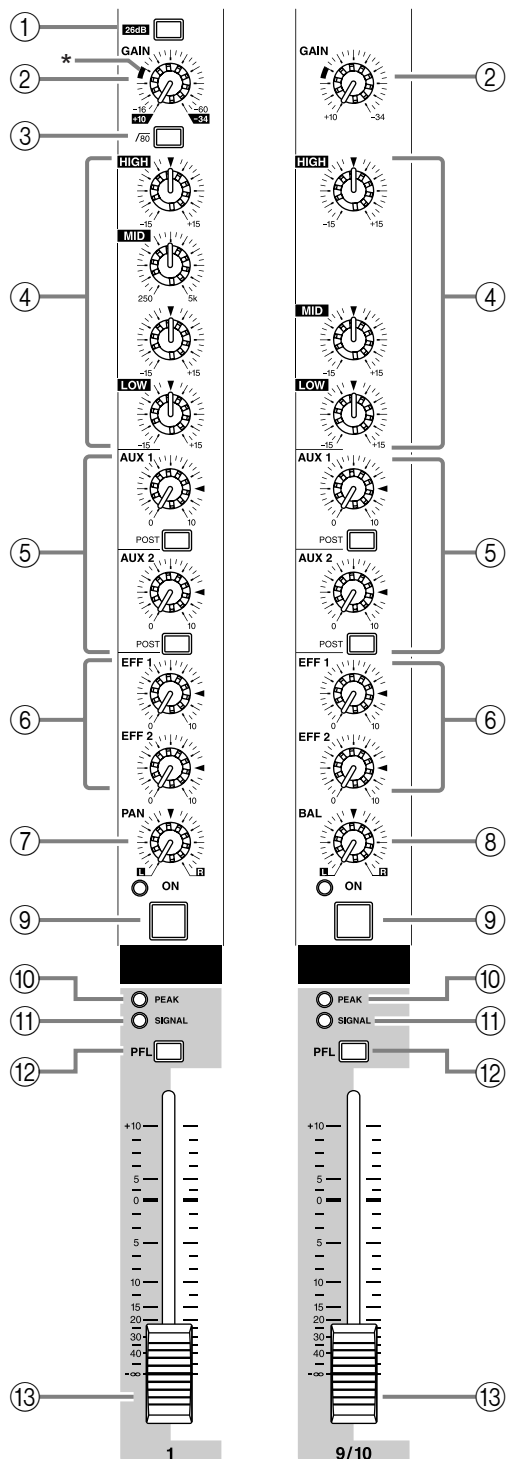 ① 26dB
* GAIN GAIN
② ②
-16 -60
+10 -34 +10 -34
③ /80
HIGH HIGH
-15 +15 -15 +15
MID
④ 250 5k ④
MID
-15 +15 -15 +15
LOW LOW
-15 +15 -15 +15
AUX 1 AUX 1
0 10 0 10
⑤ POST POST ⑤
AUX 2 AUX 2
0 10 0 10
POST POST
EFF 1 EFF 1
0 10 0 10
⑥ ⑥
EFF 2 EFF 2
0 10 0 10
PAN BAL
⑦ ⑧
L R L R
ON ON
⑨ ⑨
⑩ PEAK PEAK ⑩
⑪ SIGNAL SIGNAL ⑪
⑫ PFL PFL ⑫
+10 +10
5 5
0 0
5 5
10 10
15 15
20 20
30 30
40 40
-∞ -∞
⑬ ⑬
1 9/10